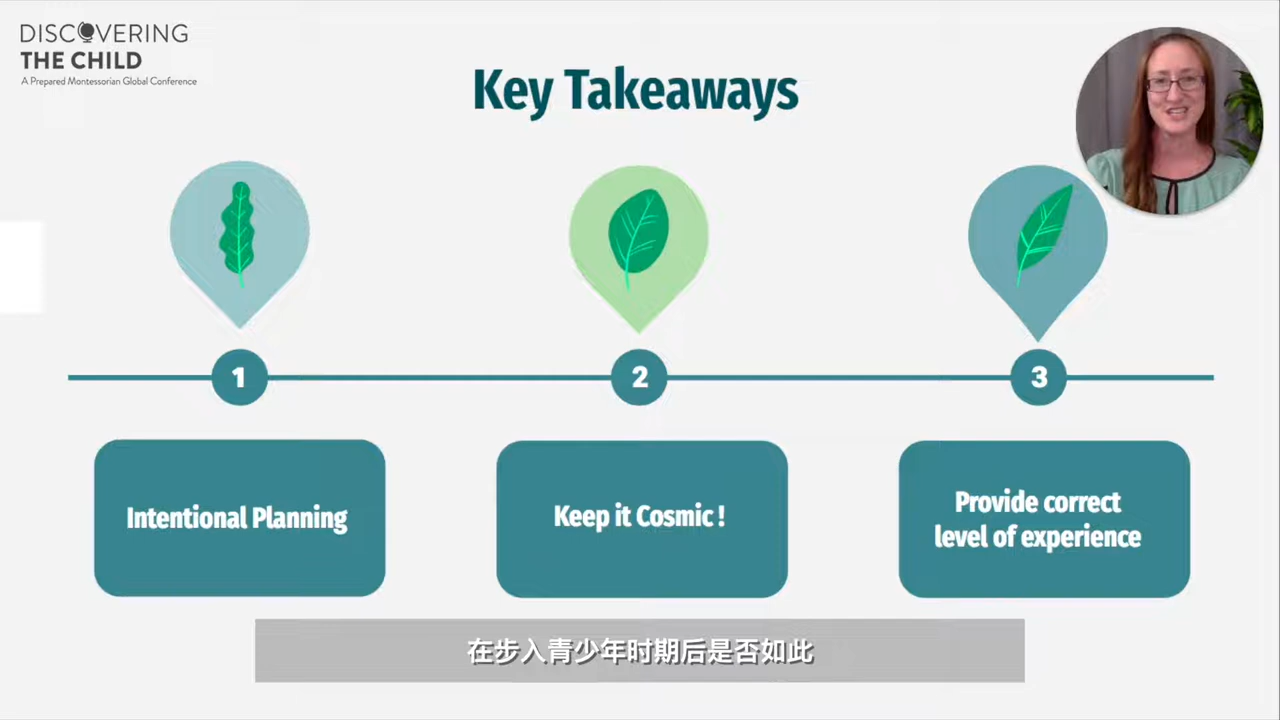 DISCOVERING
THE CHILD
A Prepared Montessorian Global Conference
Key Takeaways
1
2
3
Intentional Planning
Keep it Cosmic !
Provide correct
level of experience
在步入青少年时期后是否如此